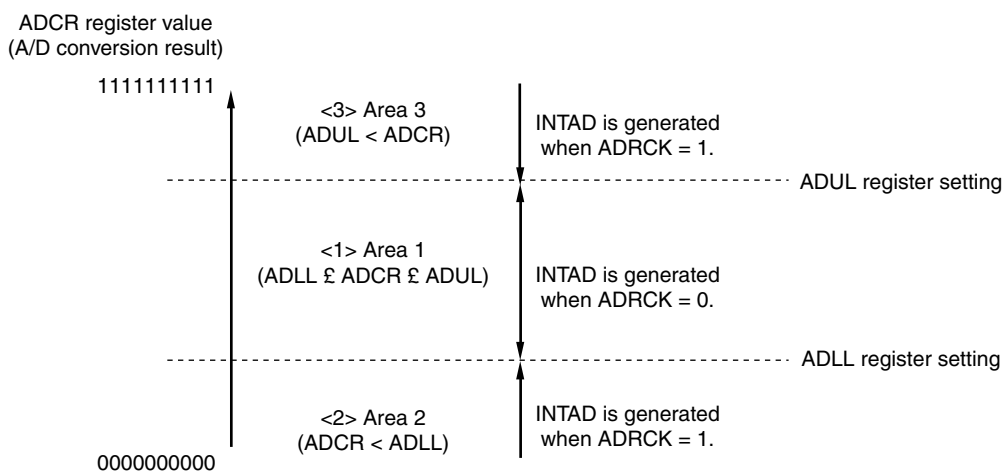 ADCR register value
(A/D conversion result)
1111111111
<3> Area 3
(ADUL < ADCR)
INTAD is generated
when ADRCK = 1.
ADUL register setting
<1> Area 1
(ADLL £ ADCR £ ADUL)
INTAD is generated
when ADRCK = 0.
ADLL register setting
<2> Area 2
(ADCR < ADLL)
INTAD is generated
when ADRCK = 1.
0000000000